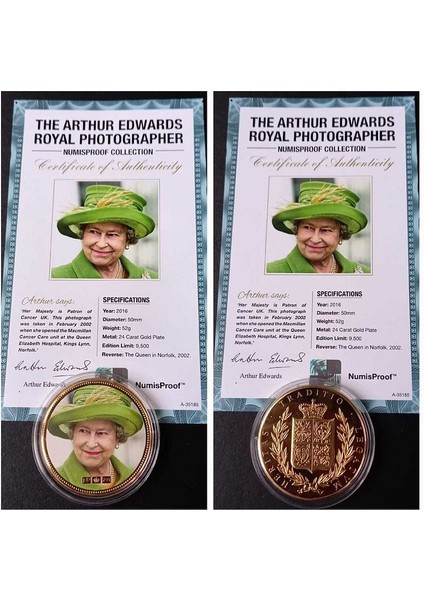 THE ARTHUR EDWARDS
ROYAL PHOTOGRAPHER
NUMISPROOF COLLECTION
Certificate of Authenticity
Arthur says:
'Her Majesty is Patron of
Cancer UK. This photograph
was taken in February 2002
when she opened the Macmillan
Cancer Care unit at the Queen
Elizabeth Hospital, Kings Lynn,
Norfolk.'
SPECIFICATIONS
Year: 2016
Diameter: 50mm
Weight: 52g
Metal: 24 Carat Gold Plate
Edition Limit: 9,500
Reverse: The Queen in Norfolk, 2002.
Arthur Edwards
NumisProof™
A-35185
THE ARTHUR EDWARDS
ROYAL PHOTOGRAPHER
NUMISPROOF COLLECTION
Certificate of Authenticity
Arthur says:
'Her Majesty is Patron of
Cancer UK. This photograph
was taken in February 2002
when she opened the Macmillan
Cancer Care unit at the Queen
Elizabeth Hospital, Kings Lynn,
Norfolk.'
SPECIFICATIONS
Year: 2016
Diameter: 50mm
Weight: 52g
Metal: 24 Carat Gold Plate
Edition Limit: 9,500
Reverse: The Queen in Norfolk, 2002.
Arthur Edwards
NumisProof™
A-35185
TRADITIO